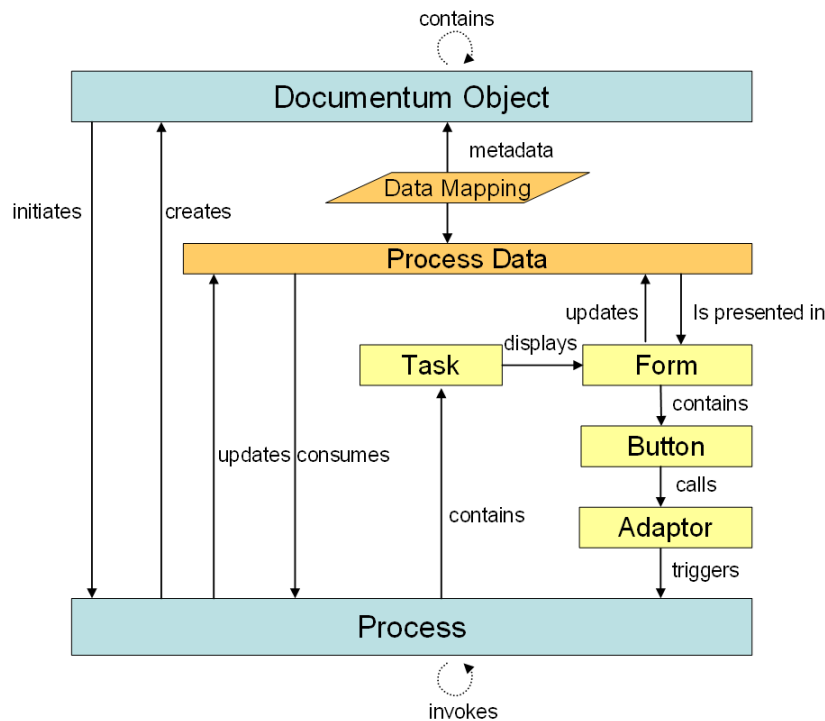 contains
Documentum Object
metadata
Data Mapping
initiates
creates
Process Data
updates
Is presented in
displays
Task
Form
contains
Button
updates
consumes
calls
contains
Adaptor
triggers
Process
invokes